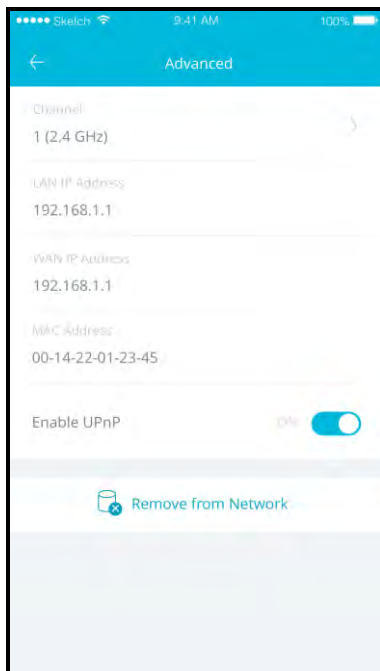 Sketch 9:41 AM 100%
Advanced
Channel
1 (2.4 GHz)
LAN IP Address
192.168.1.1
WAN IP Address
192.168.1.1
MAC Address
00-14-22-01-23-45
Enable UPnP ON
Remove from Network